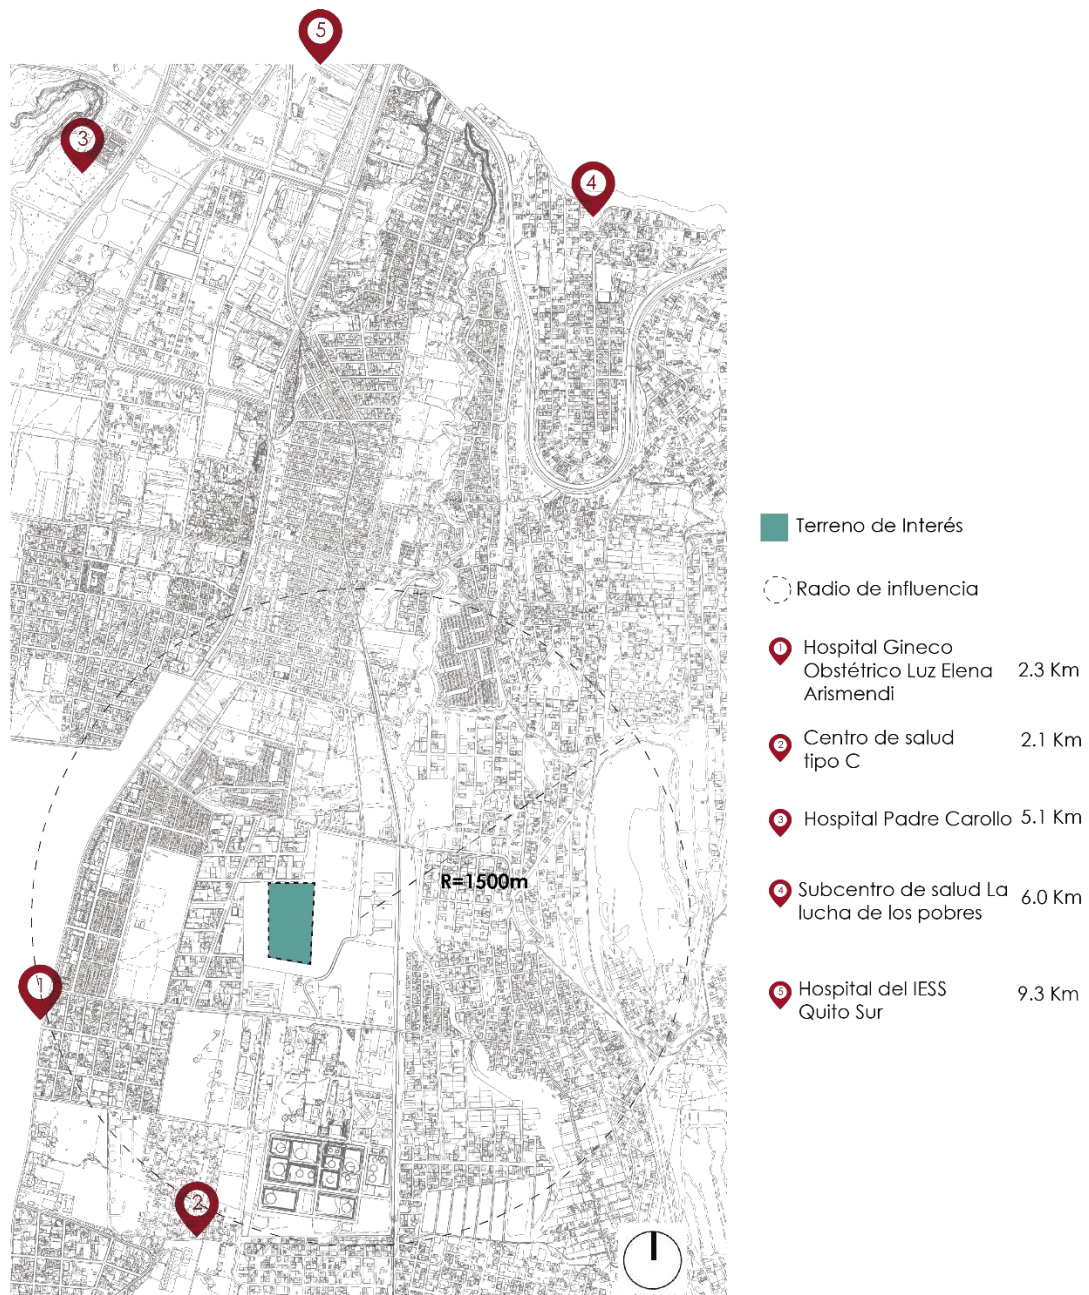 5
3
4
Terreno de Interés
Radio de influencia
1 Hospital Gineco
Obstétrico Luz Elena 2.3 Km
Arismendi
2 Centro de salud 2.1 Km
tipo C
3 Hospital Padre Carollo 5.1 Km
R=1500m
4 Subcentro de salud La 6.0 Km
lucha de los pobres
1
5 Hospital del IESS 9.3 Km
Quito Sur
2